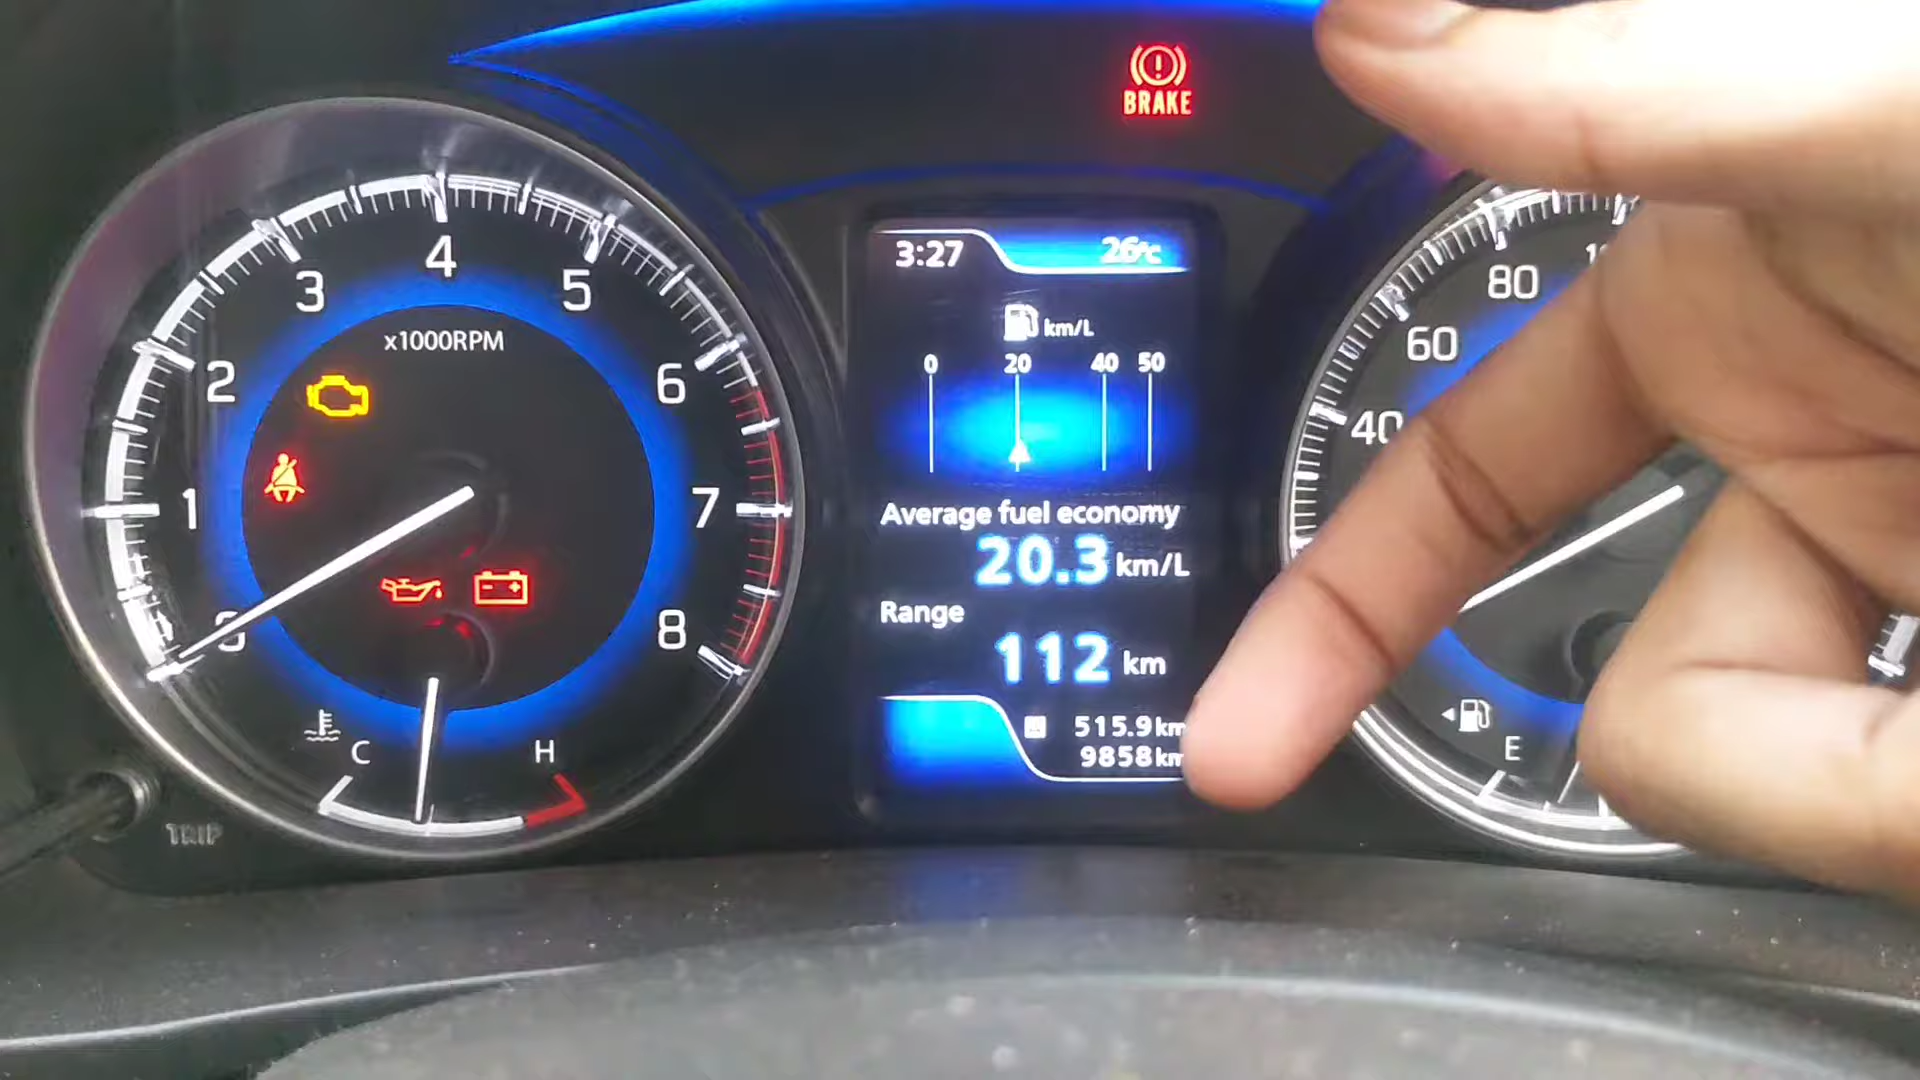 BRAKE
3:27 26°C
km/L
0 20 40 50
Average fuel economy
20.3 km/L
Range
112 km
515.9 km
9858 km
0 1 2 3 4 5 6 7 8
x1000RPM
C H
TRIP
40 60 80
E